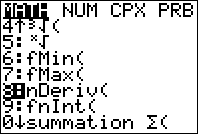 MATH NUM CPX PRB
4↑³√(
5:ˣ√
6:fMin(
7:fMax(
8:nDeriv(
9:fnInt(
0↓summation Σ(